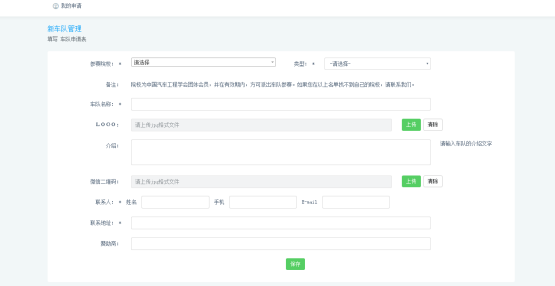 我的申请
新车队管理
填写 车队申请表
参赛院校： * 请选择 类型： * -请选择-
备注： 院校为中国汽车工程学会团体会员，并在有效期内，方可派出车队参赛。如果您在以上名单找不到自己的院校，请联系我们。
车队名称： *
LOGO： 请上传jpg格式文件 上传 清除
介绍： 请输入车队的介绍文字
微信二维码： 请上传jpg格式文件 上传 清除
联系人： * 姓名 手机 E-mail
联系地址： *
赞助商：
保存